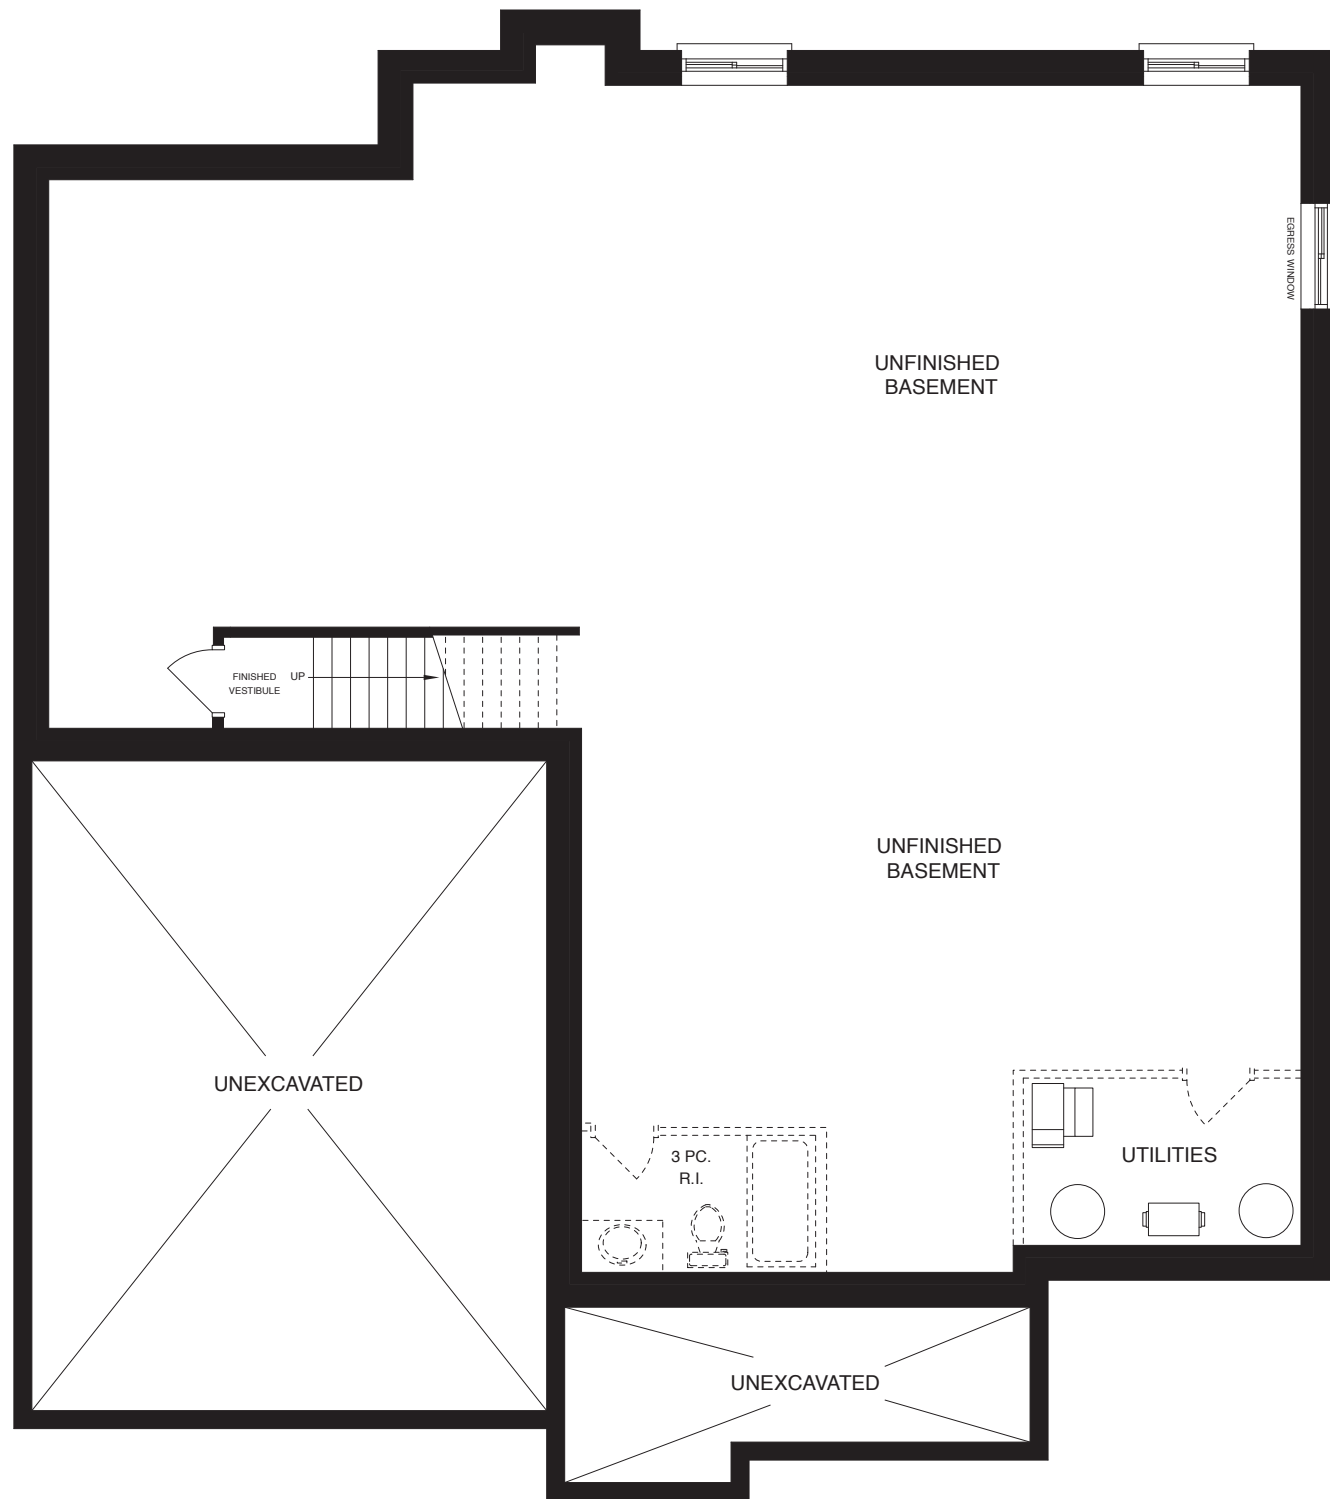 EGRESS WINDOW
UNFINISHED
BASEMENT
FINISHED
VESTIBULE
UP
UNFINISHED
BASEMENT
UNEXCAVATED
3 PC.
R.I.
UTILITIES
UNEXCAVATED